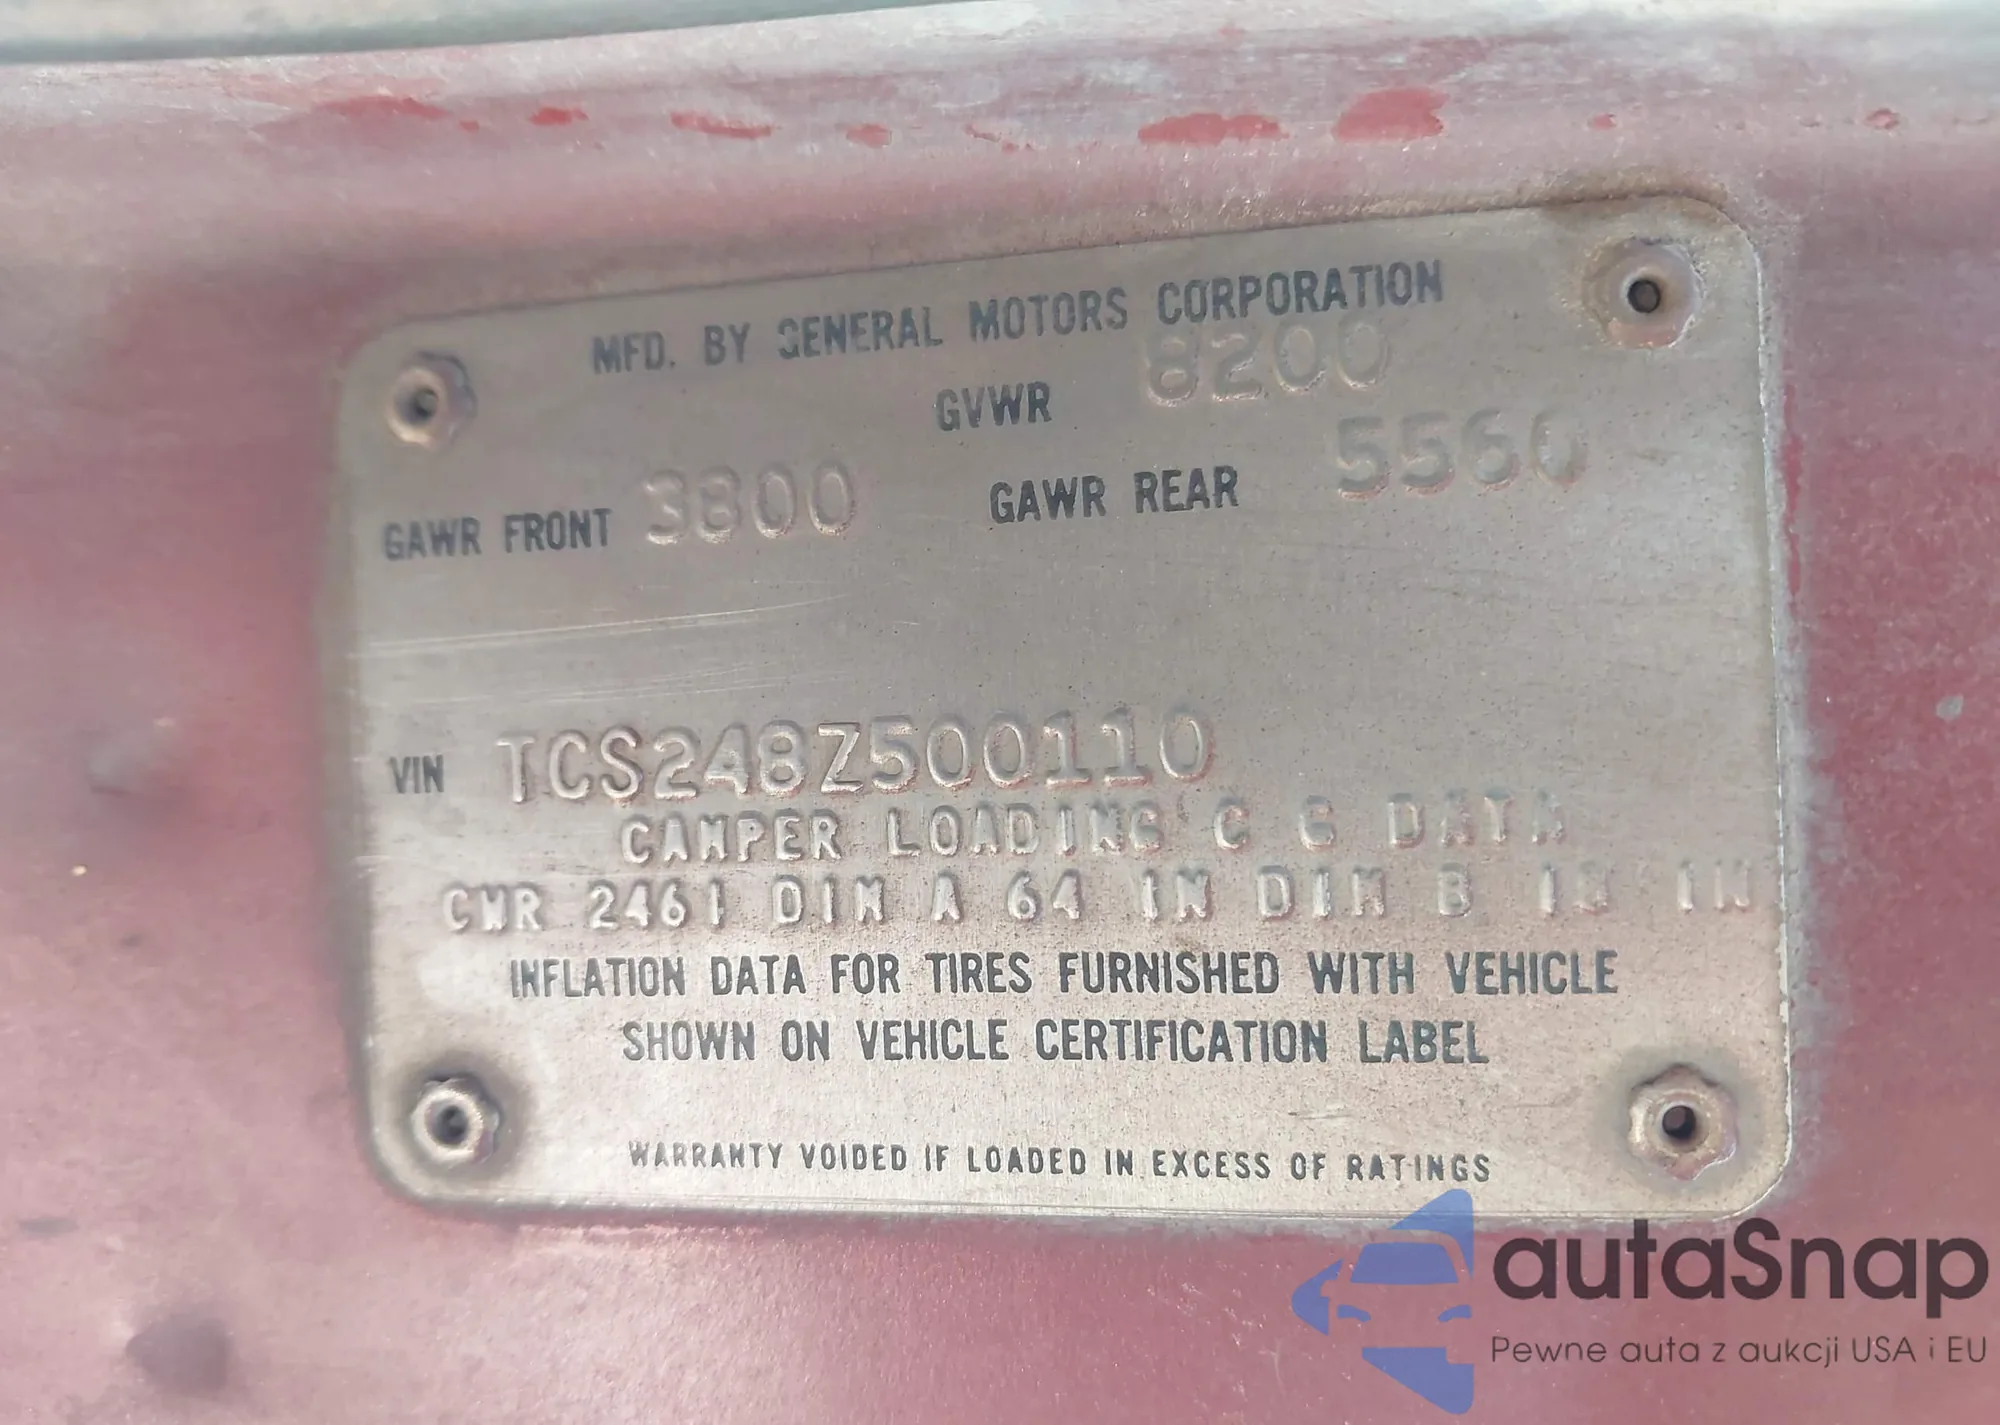 MFD. BY GENERAL MOTORS CORPORATION
GVWR 8200
GAWR FRONT 3800 GAWR REAR 5560
VIN TCS248Z500110
CAMPER LOADING C G DATA
CWR 2461 DIM A 64 IN DIM B IN IN
INFLATION DATA FOR TIRES FURNISHED WITH VEHICLE
SHOWN ON VEHICLE CERTIFICATION LABEL
WARRANTY VOIDED IF LOADED IN EXCESS OF RATINGS
autaSnap
Pewne auta z aukcji USA i EU